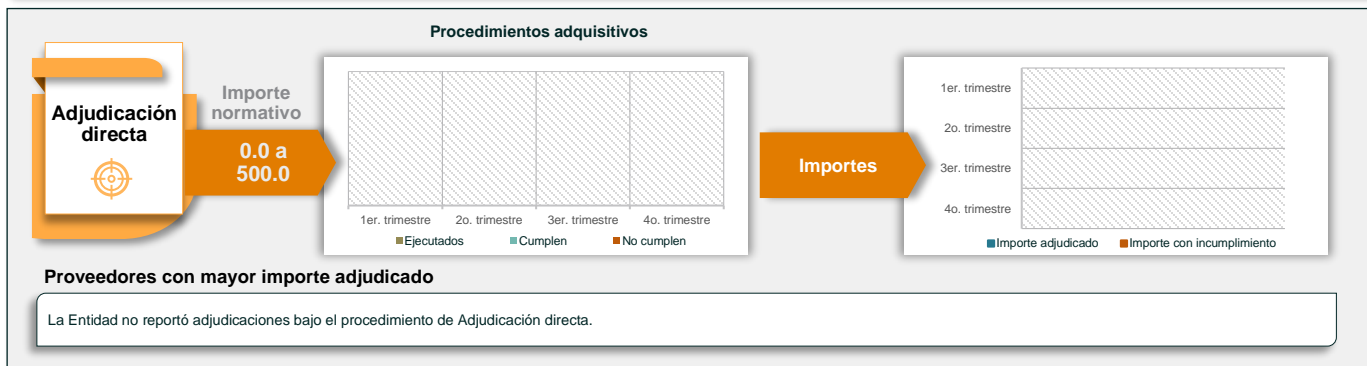 Procedimientos adquisitivos
Adjudicación
directa
Importe
normativo
0.0 a
500.0
1er. trimestre
2o. trimestre
3er. trimestre
4o. trimestre
Ejecutados
Cumplen
No cumplen
Importes
1er. trimestre
2o. trimestre
3er. trimestre
4o. trimestre
Importe adjudicado
Importe con incumplimiento
Proveedores con mayor importe adjudicado
La Entidad no reportó adjudicaciones bajo el procedimiento de Adjudicación directa.